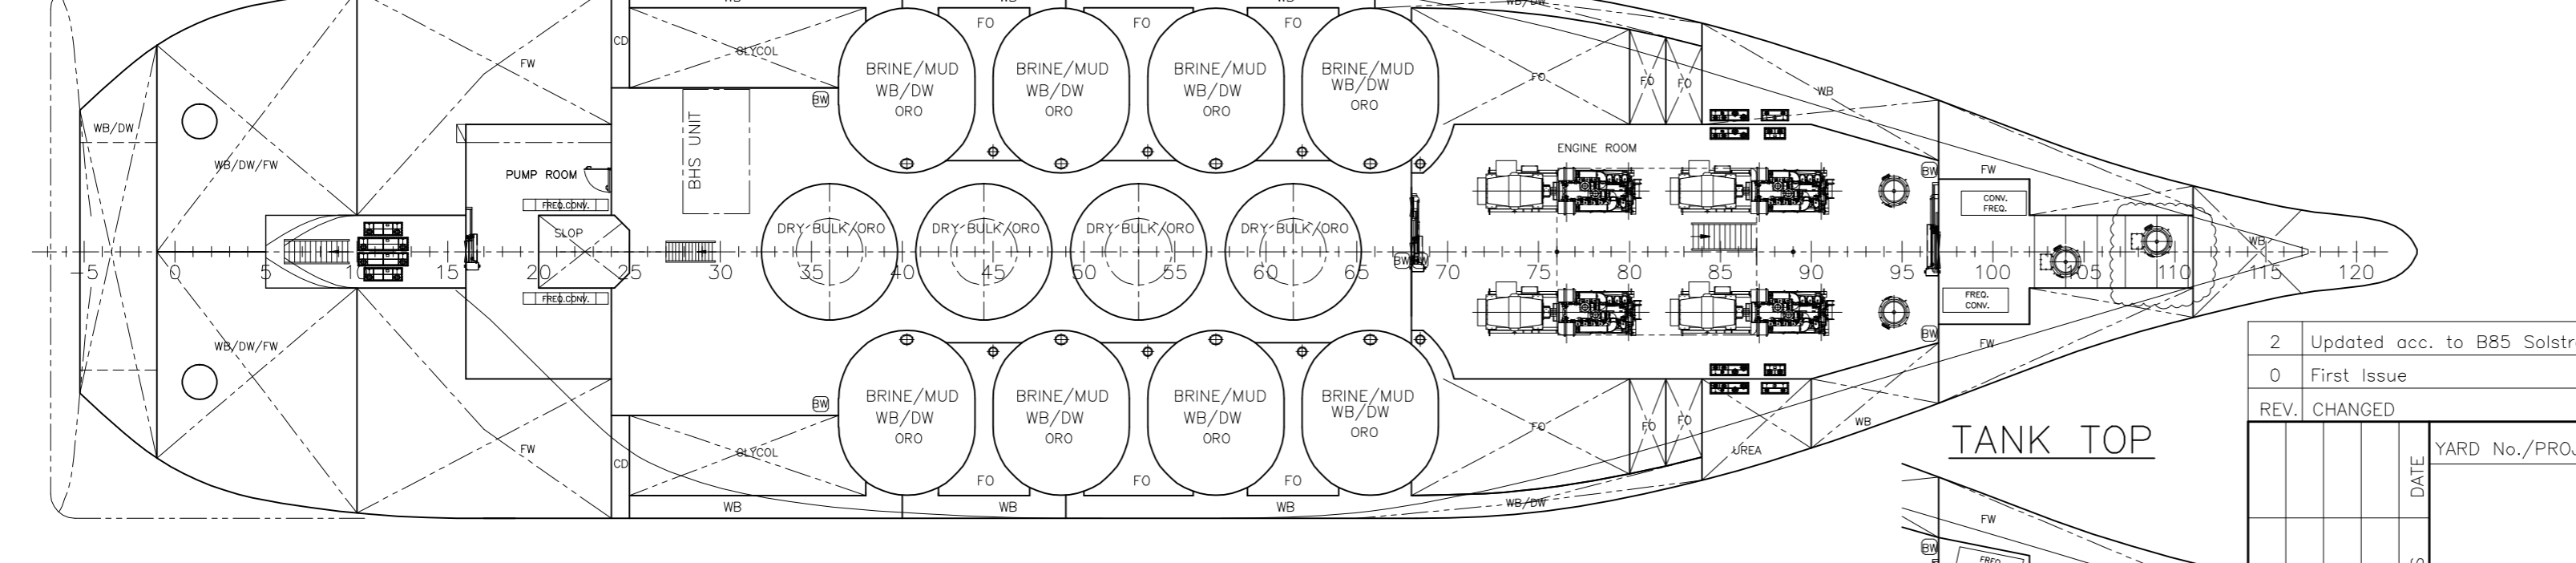 WB
WB
WB
WB/DW
FO
FO
FO
CD
GLYCOL
FW
BRINE/MUD
WB/DW
ORO
BRINE/MUD
WB/DW
ORO
BRINE/MUD
WB/DW
ORO
BRINE/MUD
WB/DW
ORO
FO
FO
FO
WB
BW
WB/DW
WB/DW/FW
BHS UNIT
ENGINE ROOM
PUMP ROOM
BW
FW
CONV.
FREQ.
FREQ.CONV.
SLOP
DRY-BULK/ORO
DRY-BULK/ORO
DRY-BULK/ORO
DRY-BULK/ORO
WB
BW
-5
0
5
10
15
20
25
30
35
40
45
50
55
60
65
70
75
80
85
90
95
100
105
110
115
120
FREQ.CONV.
FREQ.
CONV.
WB/DW/FW
BW
FW
BW
BRINE/MUD
WB/DW
ORO
BRINE/MUD
WB/DW
ORO
BRINE/MUD
WB/DW
ORO
BRINE/MUD
WB/DW
ORO
FO
FO
FO
WB
FW
CD
GLYCOL
UREA
FO
FO
FO
WB
WB
WB
WB/DW
TANK TOP
2 Updated acc. to B85 Solstr
0 First Issue
REV. CHANGED
DATE
YARD No./PROJ
FW
BW
FREQ